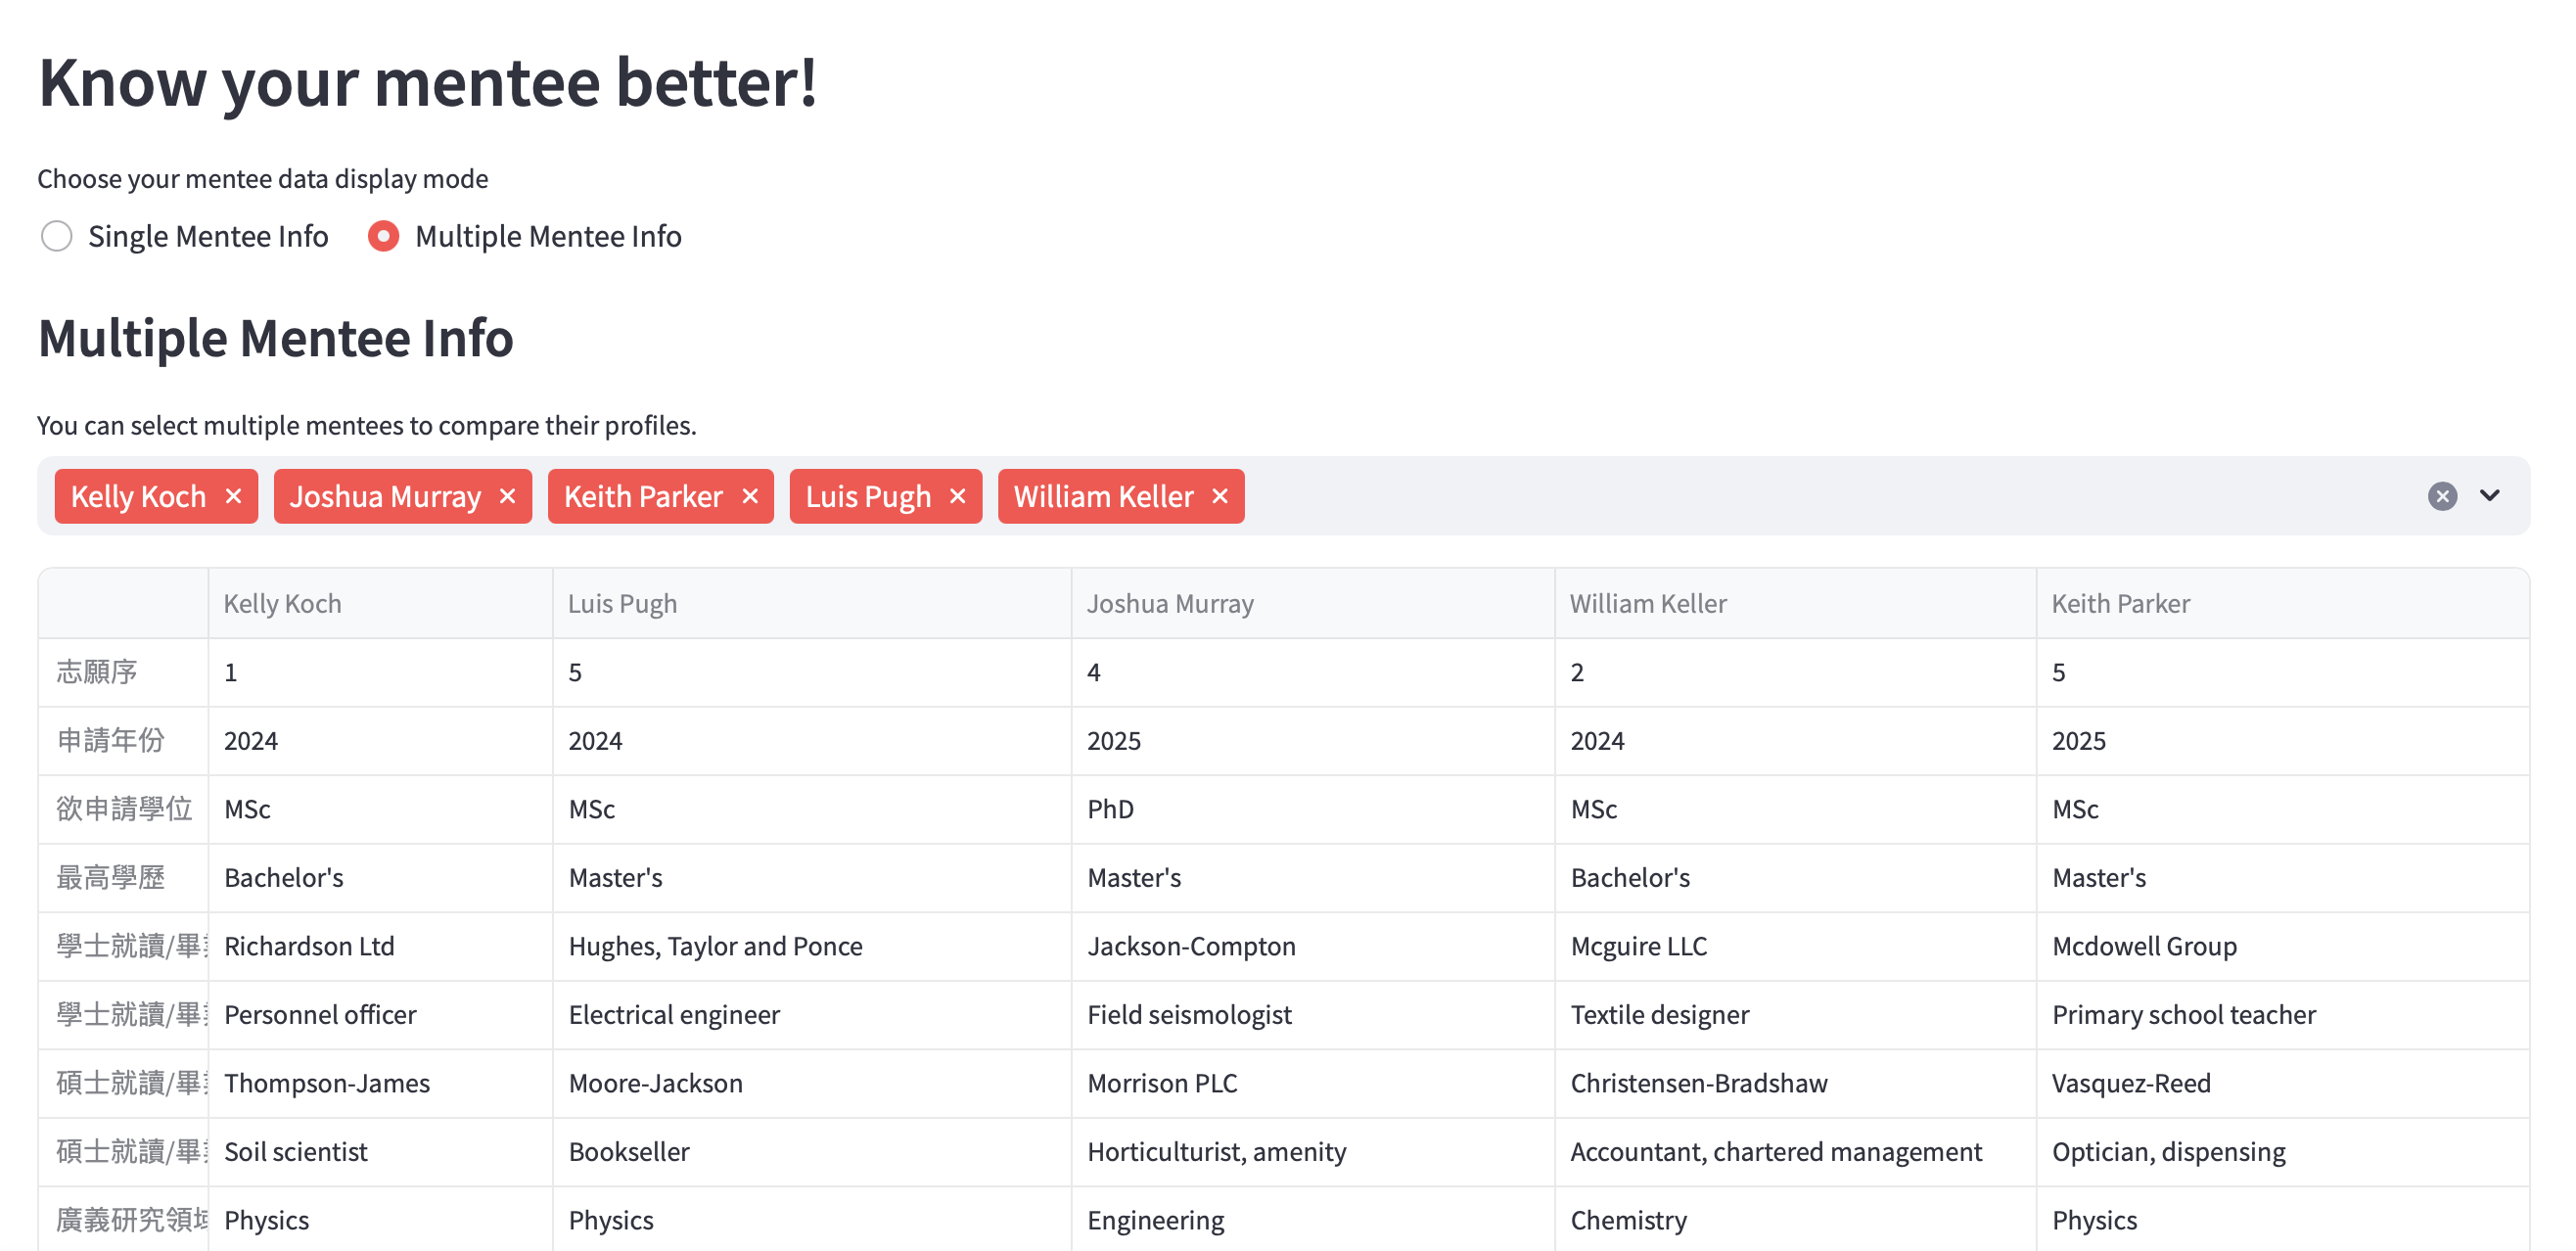 Know your mentee better!
Choose your mentee data display mode
Single Mentee Info Multiple Mentee Info
Multiple Mentee Info
You can select multiple mentees to compare their profiles.
Kelly Koch Joshua Murray Keith Parker Luis Pugh William Keller
Kelly Koch Luis Pugh Joshua Murray William Keller Keith Parker
志願序 1 5 4 2 5
申請年份 2024 2024 2025 2024 2025
欲申請學位 MSc MSc PhD MSc MSc
最高學歷 Bachelor's Master's Master's Bachelor's Master's
學士就讀/畢 Richardson Ltd Hughes, Taylor and Ponce Jackson-Compton Mcguire LLC Mcdowell Group
學士就讀/畢 Personnel officer Electrical engineer Field seismologist Textile designer Primary school teacher
碩士就讀/畢 Thompson-James Moore-Jackson Morrison PLC Christensen-Bradshaw Vasquez-Reed
碩士就讀/畢 Soil scientist Bookseller Horticulturist, amenity Accountant, chartered management Optician, dispensing
廣義研究領域 Physics Physics Engineering Chemistry Physics